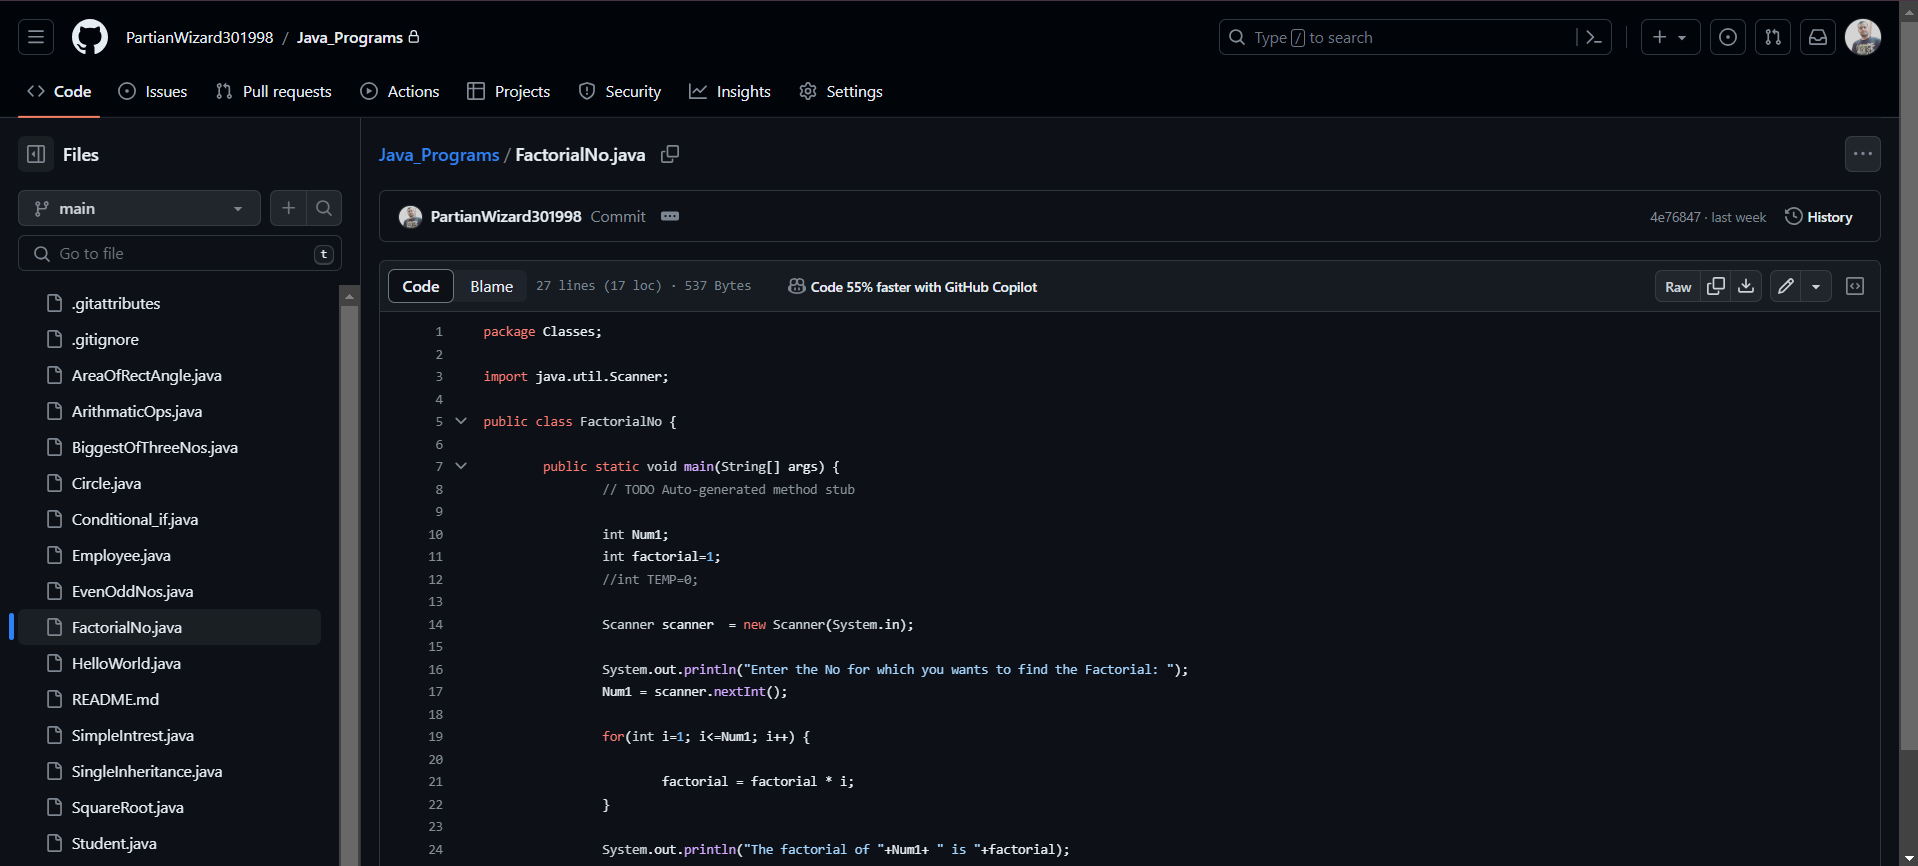 PartianWizard301998 / Java_Programs
Type / to search
Code Issues Pull requests Actions Projects Security Insights Settings
Files
main
Go to file t
.gitattributes
.gitignore
AreaOfRectAngle.java
ArithmaticOps.java
BiggestOfThreeNos.java
Circle.java
Conditional_if.java
Employee.java
EvenOddNos.java
FactorialNo.java
HelloWorld.java
README.md
SimpleIntrest.java
SingleInheritance.java
SquareRoot.java
Student.java
Java_Programs / FactorialNo.java
PartianWizard301998 Commit 4e76847 · last week History
Code Blame 27 lines (17 loc) · 537 Bytes Code 55% faster with GitHub Copilot Raw
1 package Classes;
2
3 import java.util.Scanner;
4
5 public class FactorialNo {
6
7 public static void main(String[] args) {
8 // TODO Auto-generated method stub
9
10 int Num1;
11 int factorial=1;
12 //int TEMP=0;
13
14 Scanner scanner  = new Scanner(System.in);
15
16 System.out.println("Enter the No for which you wants to find the Factorial: ");
17 Num1 = scanner.nextInt();
18
19 for(int i=1; i<=Num1; i++) {
20
21 factorial = factorial * i;
22 }
23
24 System.out.println("The factorial of "+Num1+ " is "+factorial);